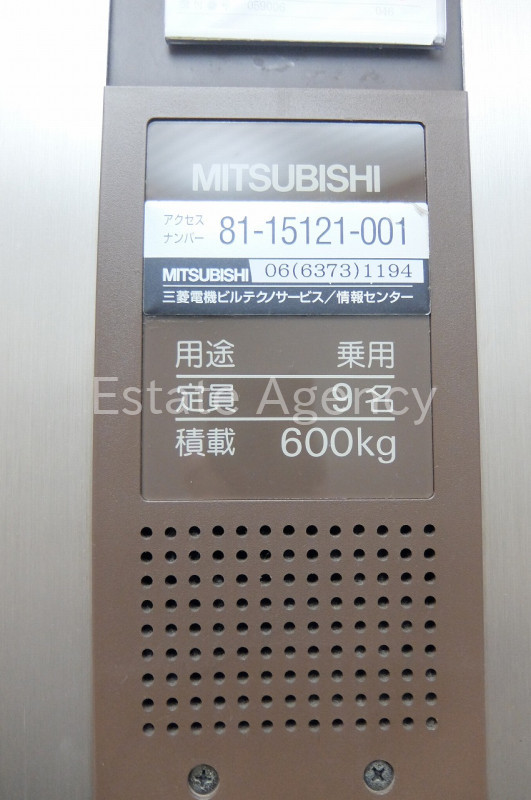 MITSUBISHI
アクセス
ナンバー 81-15121-001
MITSUBISHI 06(6373)1194
三菱電機ビルテクノサービス/情報センター
用途 乗用
定員 9名
Estate Agency
積載 600kg